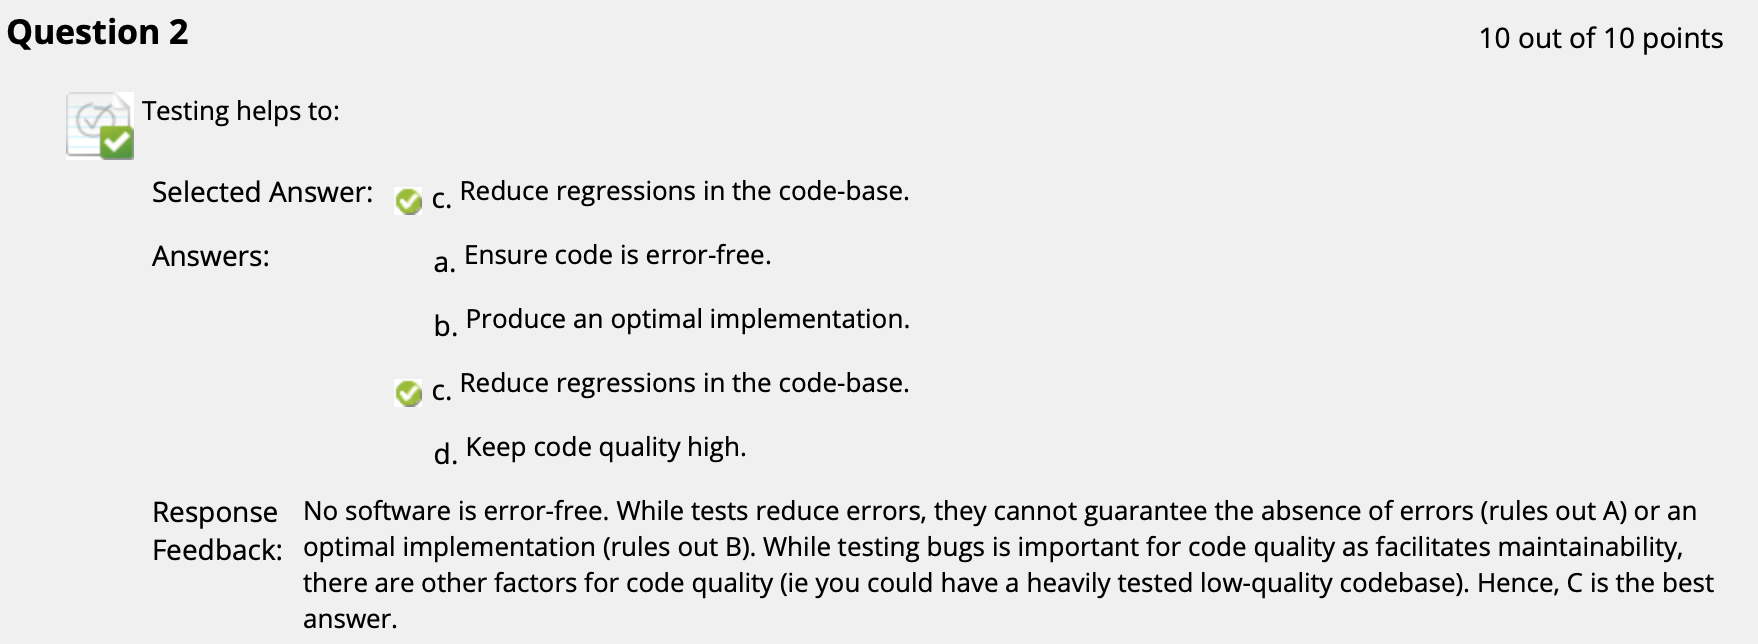 Question 2
10 out of 10 points
Testing helps to:
Selected Answer: c. Reduce regressions in the code-base.
Answers: a. Ensure code is error-free.
b. Produce an optimal implementation.
c. Reduce regressions in the code-base.
d. Keep code quality high.
Response Feedback: No software is error-free. While tests reduce errors, they cannot guarantee the absence of errors (rules out A) or an
optimal implementation (rules out B). While testing bugs is important for code quality as facilitates maintainability,
there are other factors for code quality (ie you could have a heavily tested low-quality codebase). Hence, C is the best
answer.